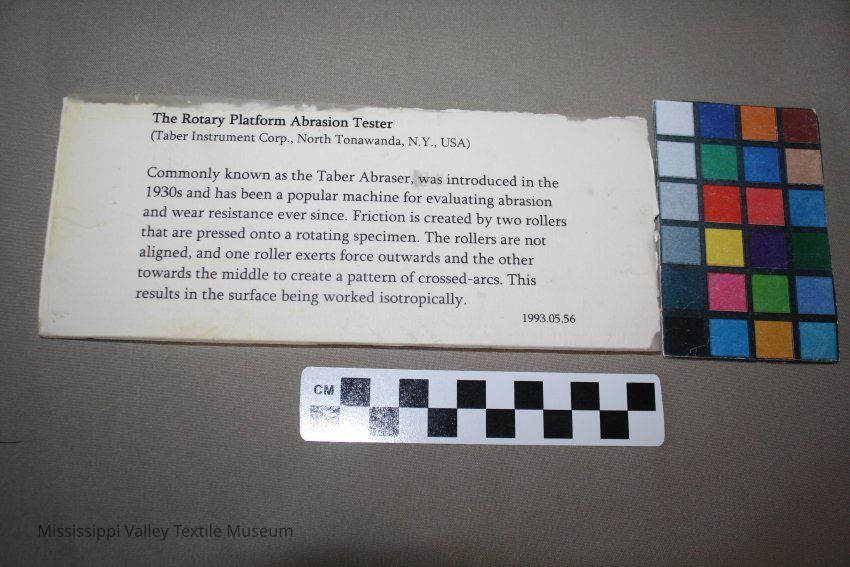 The Rotary Platform Abrasion Tester
(Taber Instrument Corp., North Tonawanda, N.Y., USA)
Commonly known as the Taber Abraser, was introduced in the
1930s and has been a popular machine for evaluating abrasion
and wear resistance ever since. Friction is created by two rollers
that are pressed onto a rotating specimen. The rollers are not
aligned, and one roller exerts force outwards and the other
towards the middle to create a pattern of crossed-arcs. This
results in the surface being worked isotropically.
1993.05.56
CM
Mississippi Valley Textile Museum